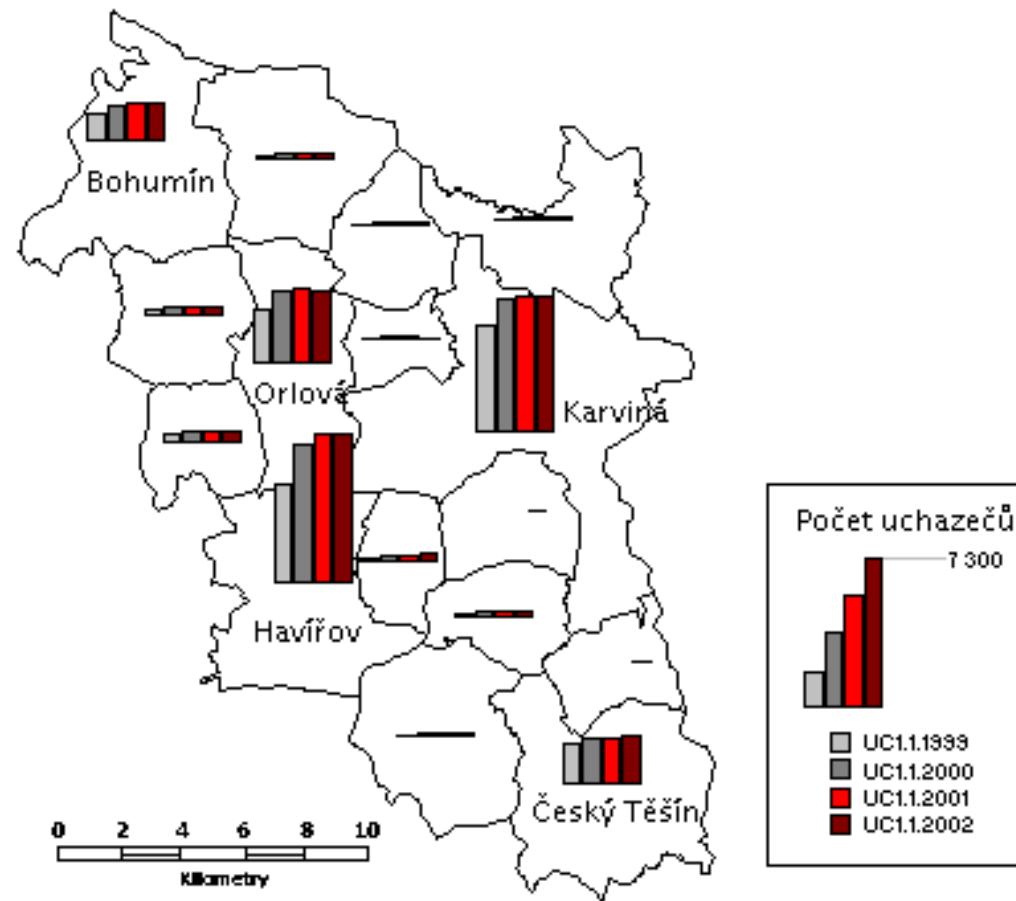 Bohumín
Orlová
Karviná
Havířov
Český Těšín
0 2 4 6 8 10
Kilometry
Počet uchazečů
7 300
UC1.1.1999
UC1.1.2000
UC1.1.2001
UC1.1.2002